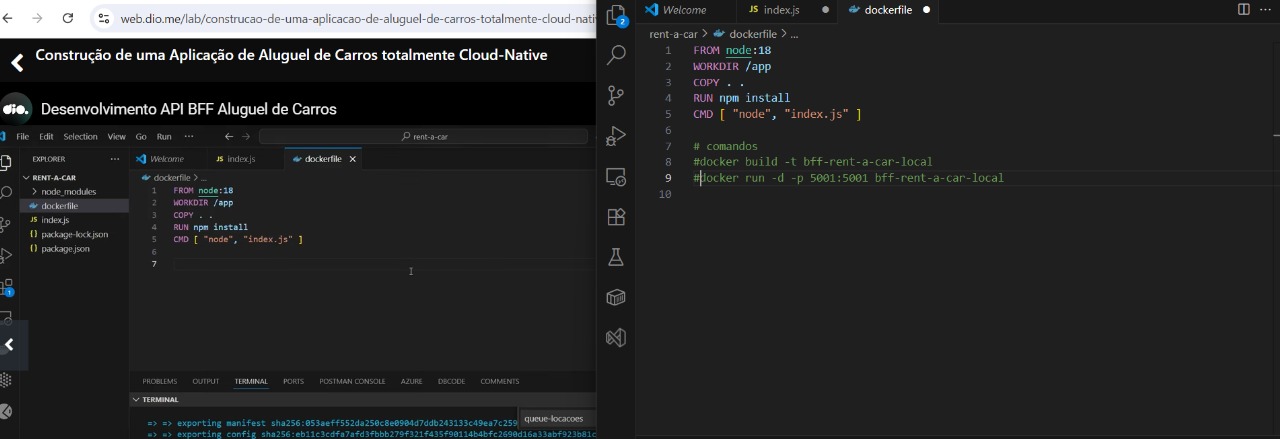 web.dio.me/lab/construcao-de-uma-aplicacao-de-aluguel-de-carros-totalmente-cloud-nati
Construção de uma Aplicação de Aluguel de Carros totalmente Cloud-Native
dio.
Desenvolvimento API BFF Aluguel de Carros
File Edit Selection View Go Run ··· rent-a-car
EXPLORER ···
Welcome JS index.js dockerfile
RENT-A-CAR
node_modules
dockerfile
JS index.js
{} package-lock.json
{} package.json
dockerfile > ...
1 FROM node:18
2 WORKDIR /app
3 COPY . .
4 RUN npm install
5 CMD [ "node", "index.js" ]
6
7
1
PROBLEMS OUTPUT TERMINAL PORTS POSTMAN CONSOLE AZURE DBCODE COMMENTS
TERMINAL
=> => exporting manifest sha256:053aeff552da250c8e0904d7ddb243133c49ea7c259
queue-locacoes
=> => exporting config sha256:eb11c3cdfa7afd3fbbb279f321f435f90114b4bfc2690d16a33abf923b81c
2
Welcome JS index.js dockerfile
rent-a-car > dockerfile > ...
1 FROM node:18
2 WORKDIR /app
3 COPY . .
4 RUN npm install
5 CMD [ "node", "index.js" ]
6
7 # comandos
8 #docker build -t bff-rent-a-car-local
9 #docker run -d -p 5001:5001 bff-rent-a-car-local
10